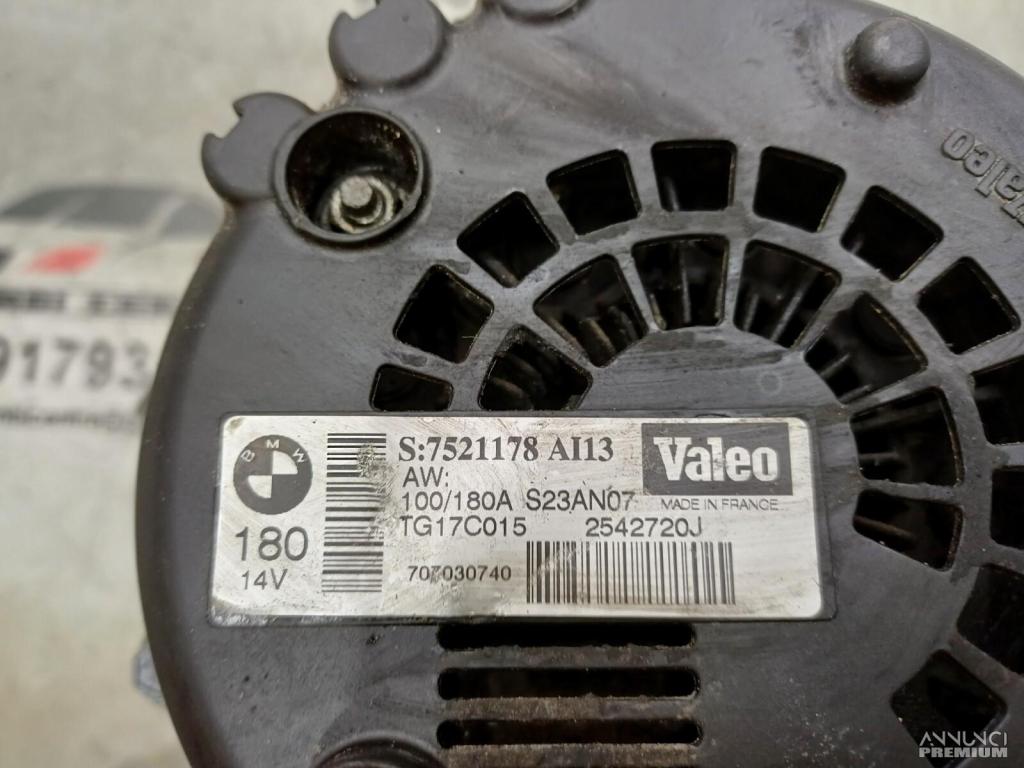 Valeo
91793
BMW
180
14V
S:7521178 AI13
AW:
100/180A S23AN07
TG17C015 2542720J
707030740
Valeo
MADE IN FRANCE
ANNUNCI
PREMIUM